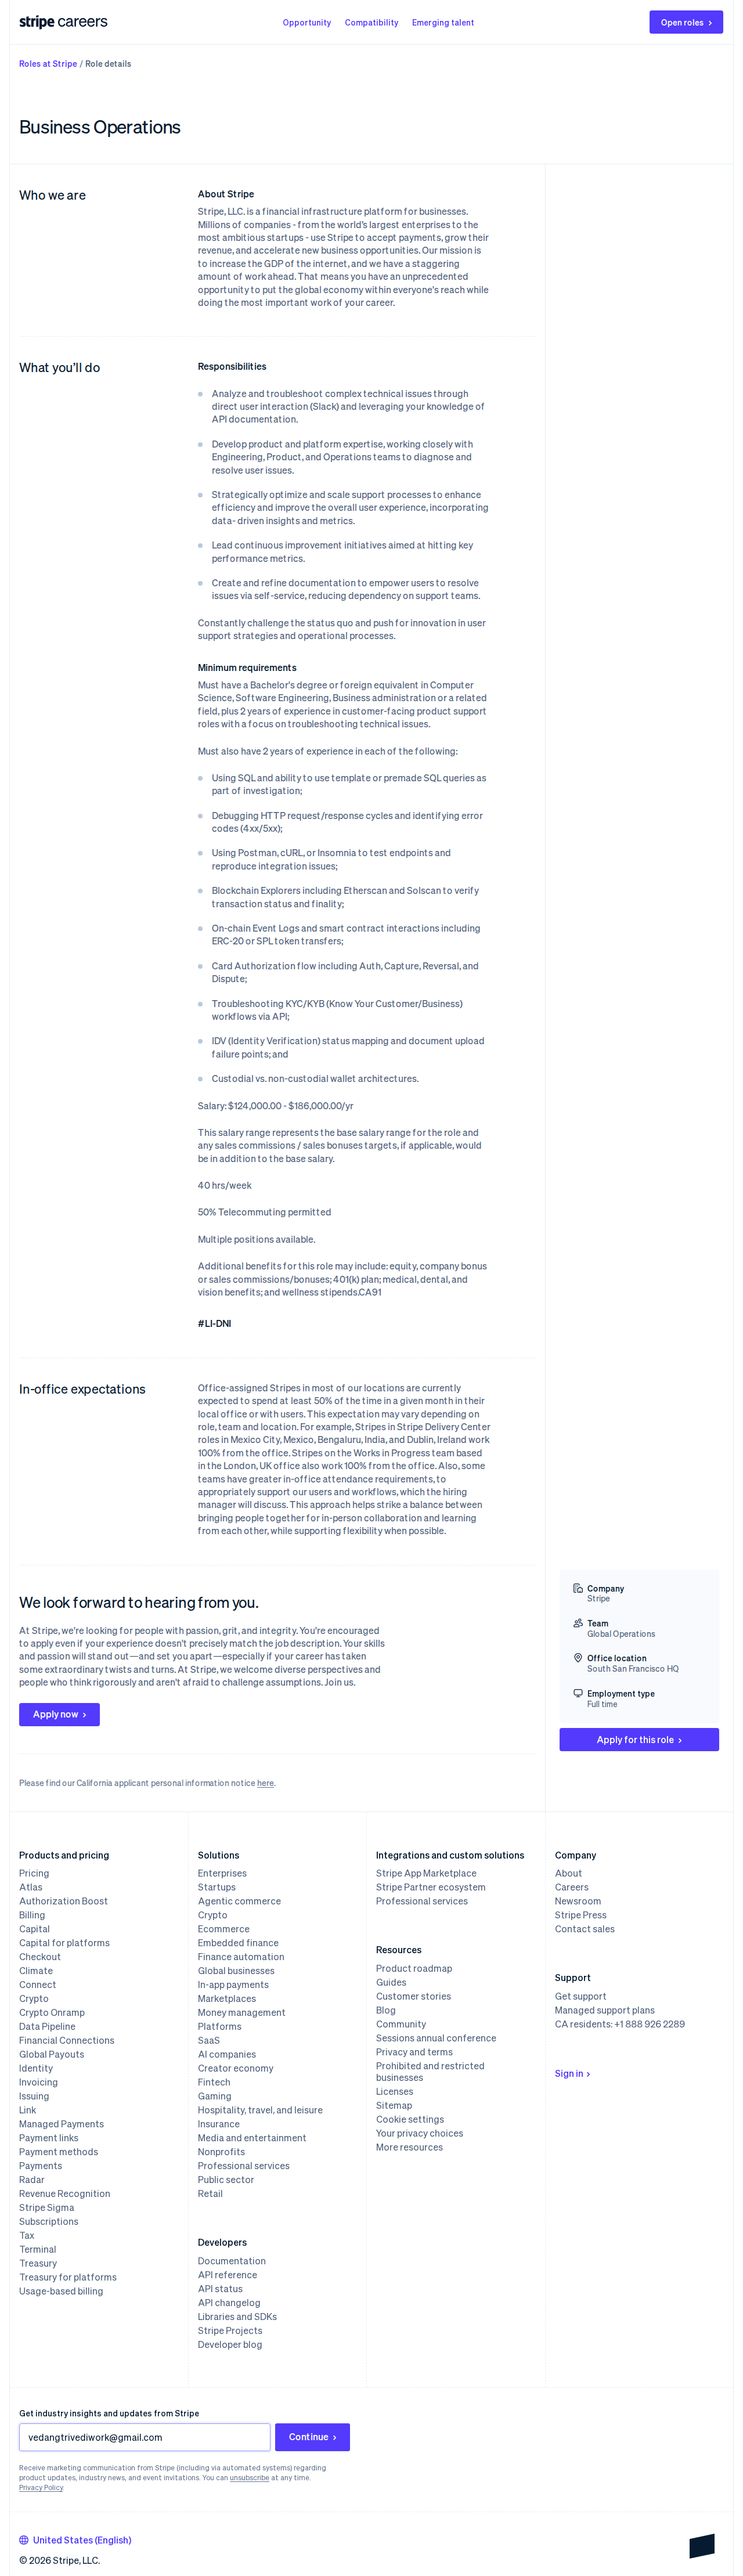 stripe careers
Opportunity
Compatibility
Emerging talent
Open roles ›
Roles at Stripe / Role details
Business Operations
Who we are
About Stripe
Stripe, LLC. is a financial infrastructure platform for businesses.
Millions of companies - from the world's largest enterprises to the
most ambitious startups - use Stripe to accept payments, grow their
revenue, and accelerate new business opportunities. Our mission is
to increase the GDP of the internet, and we have a staggering
amount of work ahead. That means you have an unprecedented
opportunity to put the global economy within everyone's reach while
doing the most important work of your career.
What you'll do
Responsibilities
Analyze and troubleshoot complex technical issues through
direct user interaction (Slack) and leveraging your knowledge of
API documentation.
Develop product and platform expertise, working closely with
Engineering, Product, and Operations teams to diagnose and
resolve user issues.
Strategically optimize and scale support processes to enhance
efficiency and improve the overall user experience, incorporating
data- driven insights and metrics.
Lead continuous improvement initiatives aimed at hitting key
performance metrics.
Create and refine documentation to empower users to resolve
issues via self-service, reducing dependency on support teams.
Constantly challenge the status quo and push for innovation in user
support strategies and operational processes.
Minimum requirements
Must have a Bachelor's degree or foreign equivalent in Computer
Science, Software Engineering, Business administration or a related
field, plus 2 years of experience in customer-facing product support
roles with a focus on troubleshooting technical issues.
Must also have 2 years of experience in each of the following:
Using SQL and ability to use template or premade SQL queries as
part of investigation;
Debugging HTTP request/response cycles and identifying error
codes (4xx/5xx);
Using Postman, cURL, or Insomnia to test endpoints and
reproduce integration issues;
Blockchain Explorers including Etherscan and Solscan to verify
transaction status and finality;
On-chain Event Logs and smart contract interactions including
ERC-20 or SPL token transfers;
Card Authorization flow including Auth, Capture, Reversal, and
Dispute;
Troubleshooting KYC/KYB (Know Your Customer/Business)
workflows via API;
IDV (Identity Verification) status mapping and document upload
failure points; and
Custodial vs. non-custodial wallet architectures.
Salary: $124,000.00 - $186,000.00/yr
This salary range represents the base salary range for the role and
any sales commissions / sales bonuses targets, if applicable, would
be in addition to the base salary.
40 hrs/week
50% Telecommuting permitted
Multiple positions available.
Additional benefits for this role may include: equity, company bonus
or sales commissions/bonuses; 401(k) plan; medical, dental, and
vision benefits; and wellness stipends.CA91
#LI-DNI
In-office expectations
Office-assigned Stripes in most of our locations are currently
expected to spend at least 50% of the time in a given month in their
local office or with users. This expectation may vary depending on
role, team and location. For example, Stripes in Stripe Delivery Center
roles in Mexico City, Mexico, Bengaluru, India, and Dublin, Ireland work
100% from the office. Stripes on the Works in Progress team based
in the London, UK office also work 100% from the office. Also, some
teams have greater in-office attendance requirements, to
appropriately support our users and workflows, which the hiring
manager will discuss. This approach helps strike a balance between
bringing people together for in-person collaboration and learning
from each other, while supporting flexibility when possible.
We look forward to hearing from you.
At Stripe, we're looking for people with passion, grit, and integrity. You're encouraged
to apply even if your experience doesn't precisely match the job description. Your skills
and passion will stand out—and set you apart—especially if your career has taken
some extraordinary twists and turns. At Stripe, we welcome diverse perspectives and
people who think rigorously and aren't afraid to challenge assumptions. Join us.
Apply now ›
Company
Stripe
Team
Global Operations
Office location
South San Francisco HQ
Employment type
Full time
Apply for this role ›
Please find our California applicant personal information notice here.
Products and pricing
Pricing
Atlas
Authorization Boost
Billing
Capital
Capital for platforms
Checkout
Climate
Connect
Crypto
Crypto Onramp
Data Pipeline
Financial Connections
Global Payouts
Identity
Invoicing
Issuing
Link
Managed Payments
Payment links
Payment methods
Payments
Radar
Revenue Recognition
Stripe Sigma
Subscriptions
Tax
Terminal
Treasury
Treasury for platforms
Usage-based billing
Solutions
Enterprises
Startups
Agentic commerce
Crypto
Ecommerce
Embedded finance
Finance automation
Global businesses
In-app payments
Marketplaces
Money management
Platforms
SaaS
AI companies
Creator economy
Fintech
Gaming
Hospitality, travel, and leisure
Insurance
Media and entertainment
Nonprofits
Professional services
Public sector
Retail
Developers
Documentation
API reference
API status
API changelog
Libraries and SDKs
Stripe Projects
Developer blog
Integrations and custom solutions
Stripe App Marketplace
Stripe Partner ecosystem
Professional services
Resources
Product roadmap
Guides
Customer stories
Blog
Community
Sessions annual conference
Privacy and terms
Prohibited and restricted
businesses
Licenses
Sitemap
Cookie settings
Your privacy choices
More resources
Company
About
Careers
Newsroom
Stripe Press
Contact sales
Support
Get support
Managed support plans
CA residents: +1 888 926 2289
Sign in ›
Get industry insights and updates from Stripe
vedangtrivediwork@gmail.com
Continue ›
Receive marketing communication from Stripe (including via automated systems) regarding
product updates, industry news, and event invitations. You can unsubscribe at any time.
Privacy Policy.
United States (English)
© 2026 Stripe, LLC.